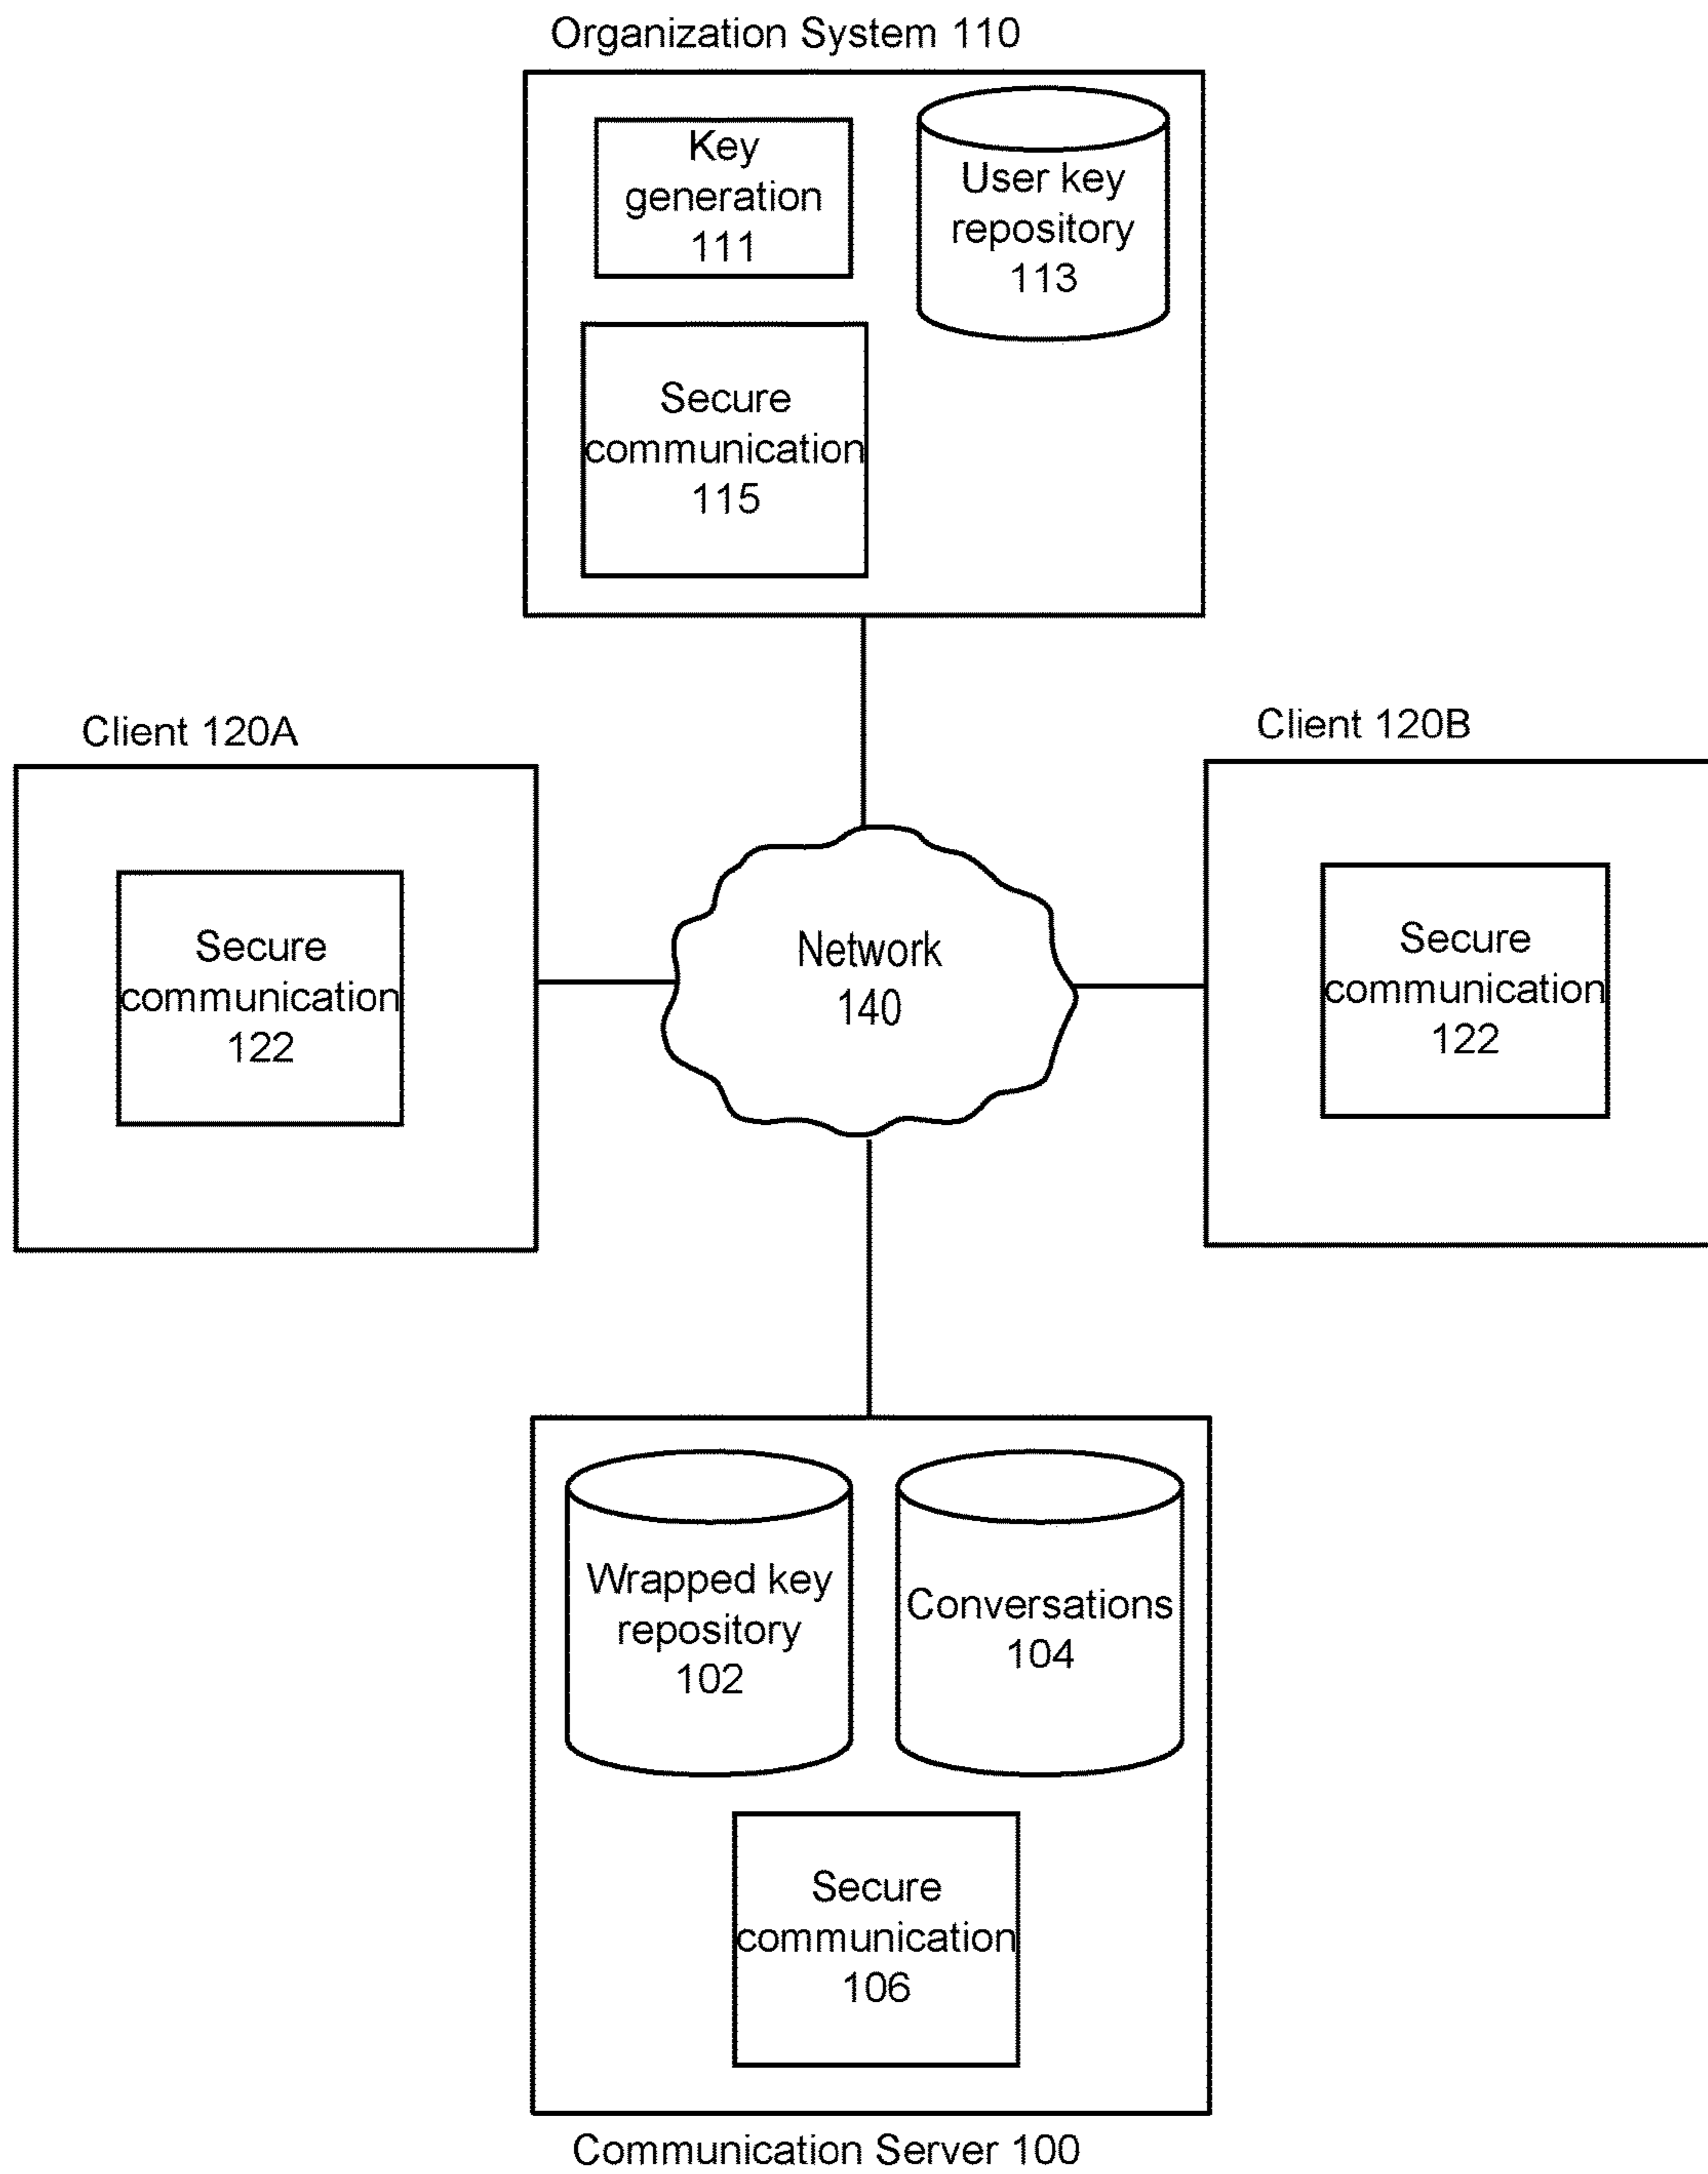 Organization System 110
Key
generation
111
User key
repository
113
Secure
communication
115
Client 120A
Secure
communication
122
Network
140
Client 120B
Secure
communication
122
Wrapped key
repository
102
Conversations
104
Secure
communication
106
Communication Server 100